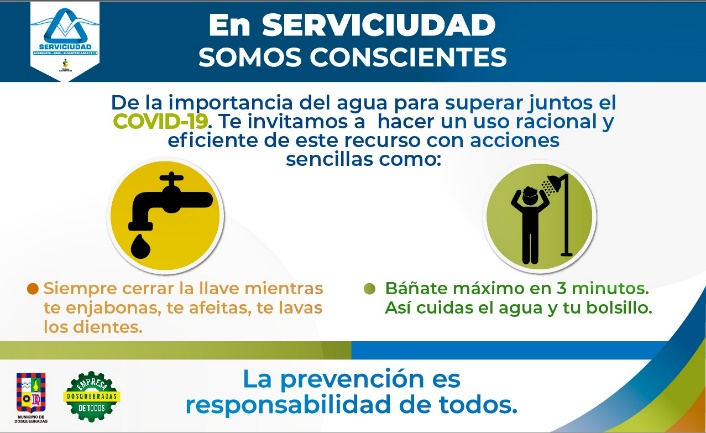 En SERVICIUDAD
SOMOS CONSCIENTES
SERVICIUDAD
De la importancia del agua para superar juntos el
COVID-19. Te invitamos a hacer un uso racional y
eficiente de este recurso con acciones
sencillas como:
Siempre cerrar la llave mientras
te enjabonas, te afeitas, te lavas
los dientes.
Báñate máximo en 3 minutos.
Así cuidas el agua y tu bolsillo.
MUNICIPIO DE
DOSQUEBRADAS
EMPRESA
DOSQUEBRADAS
DE TODOS
La prevención es
responsabilidad de todos.